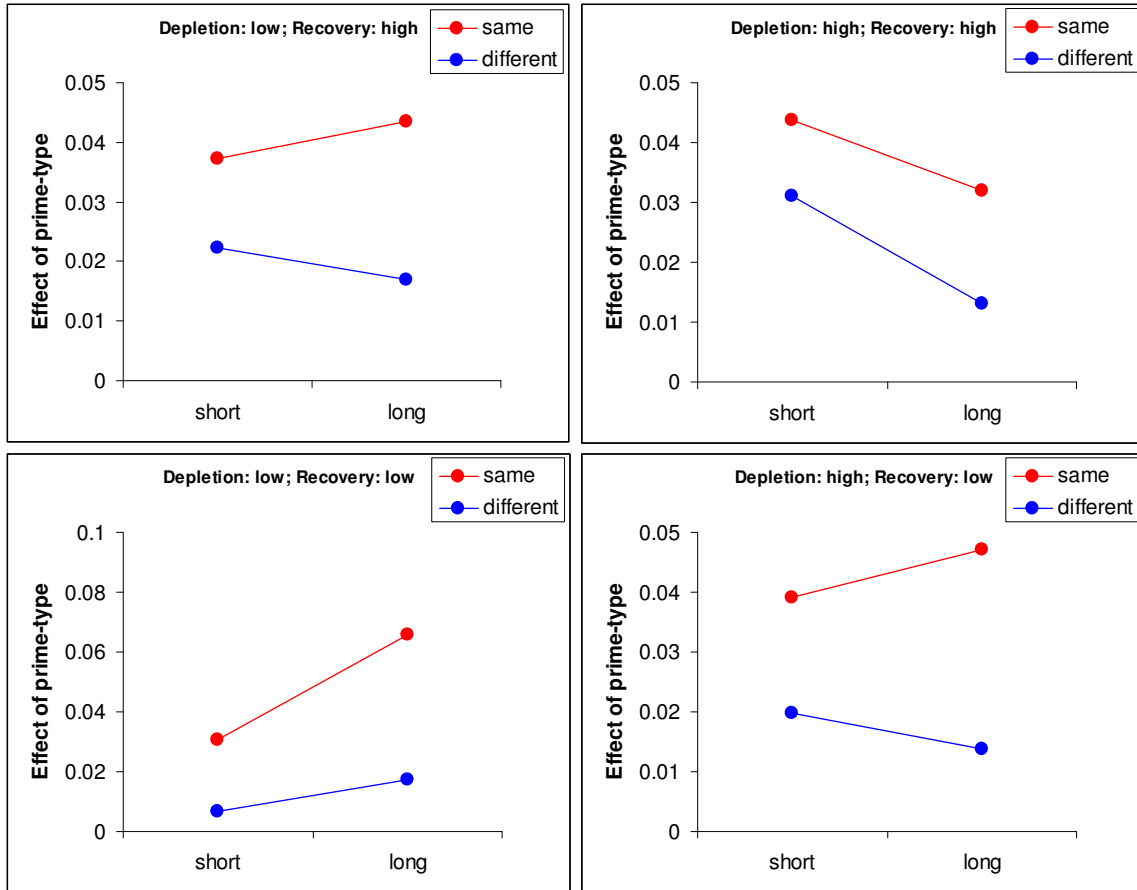 Depletion: low; Recovery: high
same
different
Effect of prime-type
0.05
0.04
0.03
0.02
0.01
0
short long
Depletion: high; Recovery: high
same
different
Effect of prime-type
0.05
0.04
0.03
0.02
0.01
0
short long
Depletion: low; Recovery: low
same
different
Effect of prime-type
0.1
0.08
0.06
0.04
0.02
0
short long
Depletion: high; Recovery: low
same
different
Effect of prime-type
0.05
0.04
0.03
0.02
0.01
0
short long